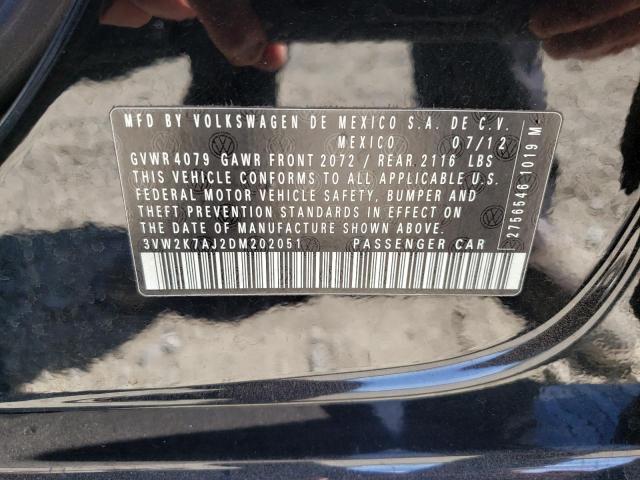 MFD BY VOLKSWAGEN DE MEXICO S.A. DE C.V.
MEXICO 07/12
GVWR 4079 GAWR FRONT 2072 / REAR. 2116 LBS
THIS VEHICLE CONFORMS TO ALL APPLICABLE U.S.
FEDERAL MOTOR VEHICLE SAFETY, BUMPER AND
THEFT PREVENTION STANDARDS IN EFFECT ON
THE DATE OF MANUFACTURE SHOWN ABOVE.
3VW2K7AJ2DM202051 PASSENGER CAR
2756546 1019 M